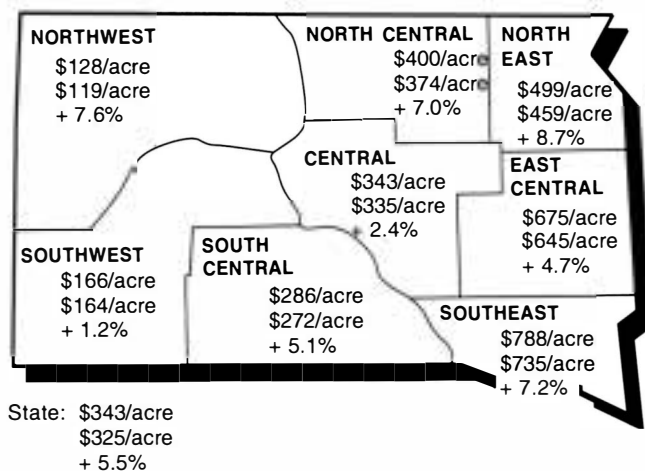 NORTHWEST
$128/acre
$119/acre
+ 7.6%
NORTH CENTRAL
$400/acre
$374/acre
+ 7.0%
NORTH
EAST
$499/acre
$459/acre
+ 8.7%
CENTRAL
$343/acre
$335/acre
+ 2.4%
EAST
CENTRAL
$675/acre
$645/acre
+ 4.7%
SOUTHWEST
$166/acre
$164/acre
+ 1.2%
SOUTH
CENTRAL
$286/acre
$272/acre
+ 5.1%
SOUTHEAST
$788/acre
$735/acre
+ 7.2%
State: $343/acre
$325/acre
+ 5.5%